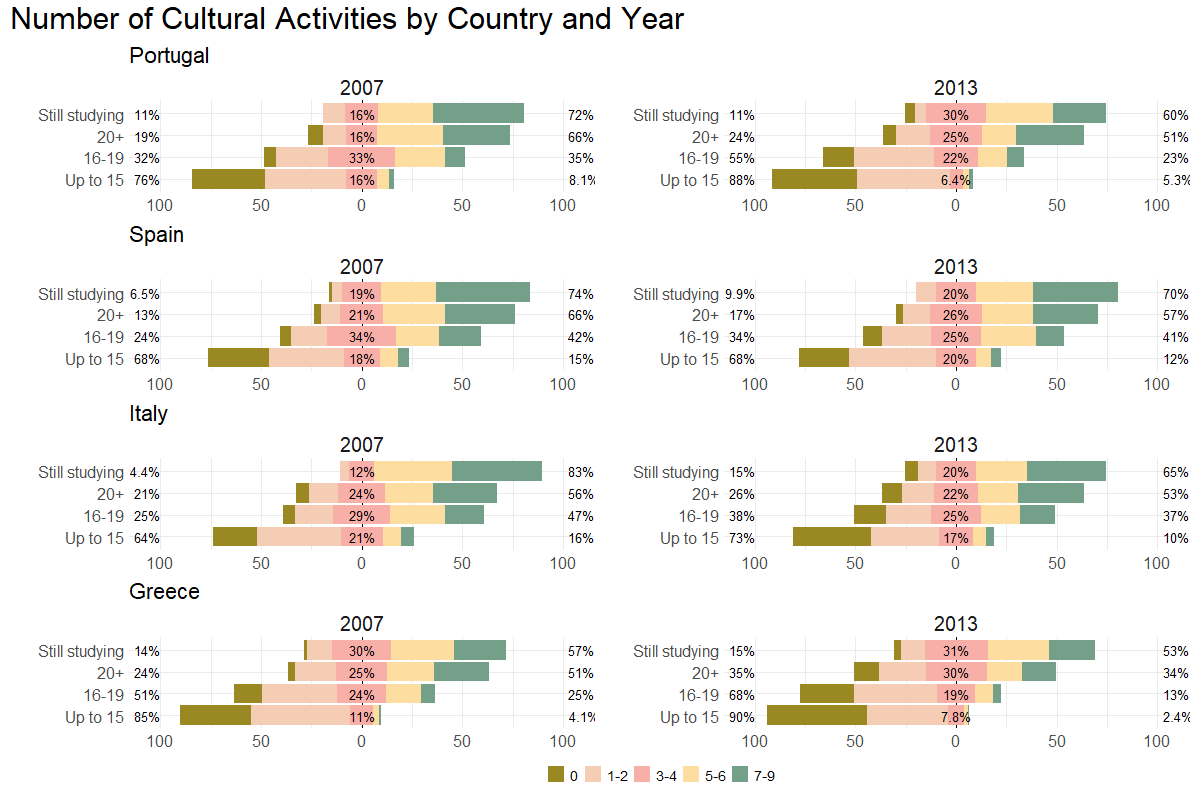 Number of Cultural Activities by Country and Year
Portugal
2007 2013
Still studying 11% 16% 72% Still studying 11% 30% 60%
20+ 19% 16% 66% 20+ 24% 25% 51%
16-19 32% 33% 35% 16-19 55% 22% 23%
Up to 15 76% 16% 8.1% Up to 15 88% 6.4% 5.3%
100 50 0 50 100 100 50 0 50 100
Spain
2007 2013
Still studying 6.5% 19% 74% Still studying 9.9% 20% 70%
20+ 13% 21% 66% 20+ 17% 26% 57%
16-19 24% 34% 42% 16-19 34% 25% 41%
Up to 15 68% 18% 15% Up to 15 68% 20% 12%
100 50 0 50 100 100 50 0 50 100
Italy
2007 2013
Still studying 4.4% 12% 83% Still studying 15% 20% 65%
20+ 21% 24% 56% 20+ 26% 22% 53%
16-19 25% 29% 47% 16-19 38% 25% 37%
Up to 15 64% 21% 16% Up to 15 73% 17% 10%
100 50 0 50 100 100 50 0 50 100
Greece
2007 2013
Still studying 14% 30% 57% Still studying 15% 31% 53%
20+ 24% 25% 51% 20+ 35% 30% 34%
16-19 51% 24% 25% 16-19 68% 19% 13%
Up to 15 85% 11% 4.1% Up to 15 90% 7.8% 2.4%
100 50 0 50 100 100 50 0 50 100
0 1-2 3-4 5-6 7-9